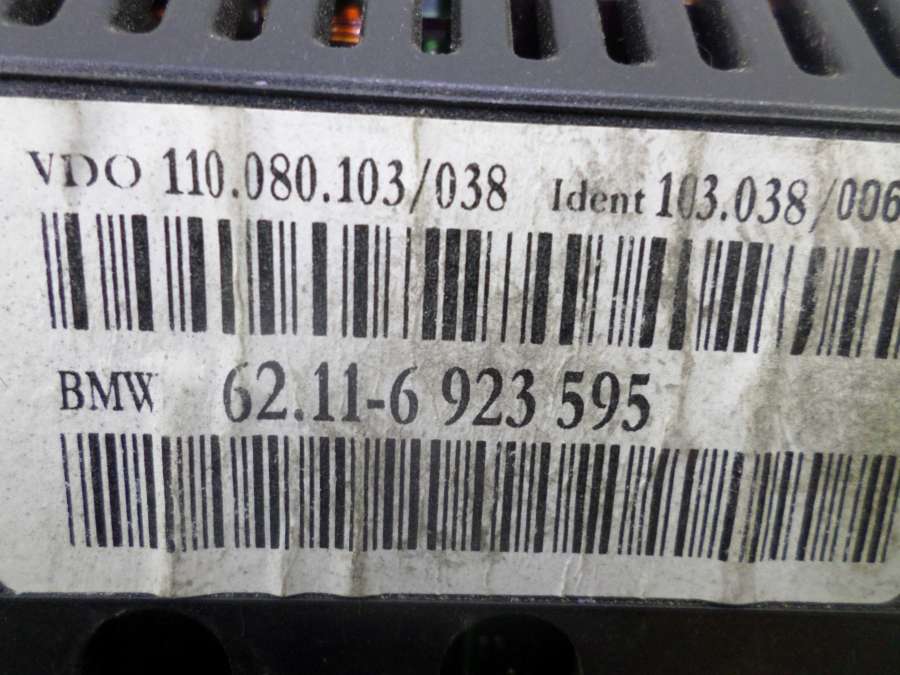 VDO 110.080.103/038 Ident 103.038/006
BMW 62.11-6 923 595